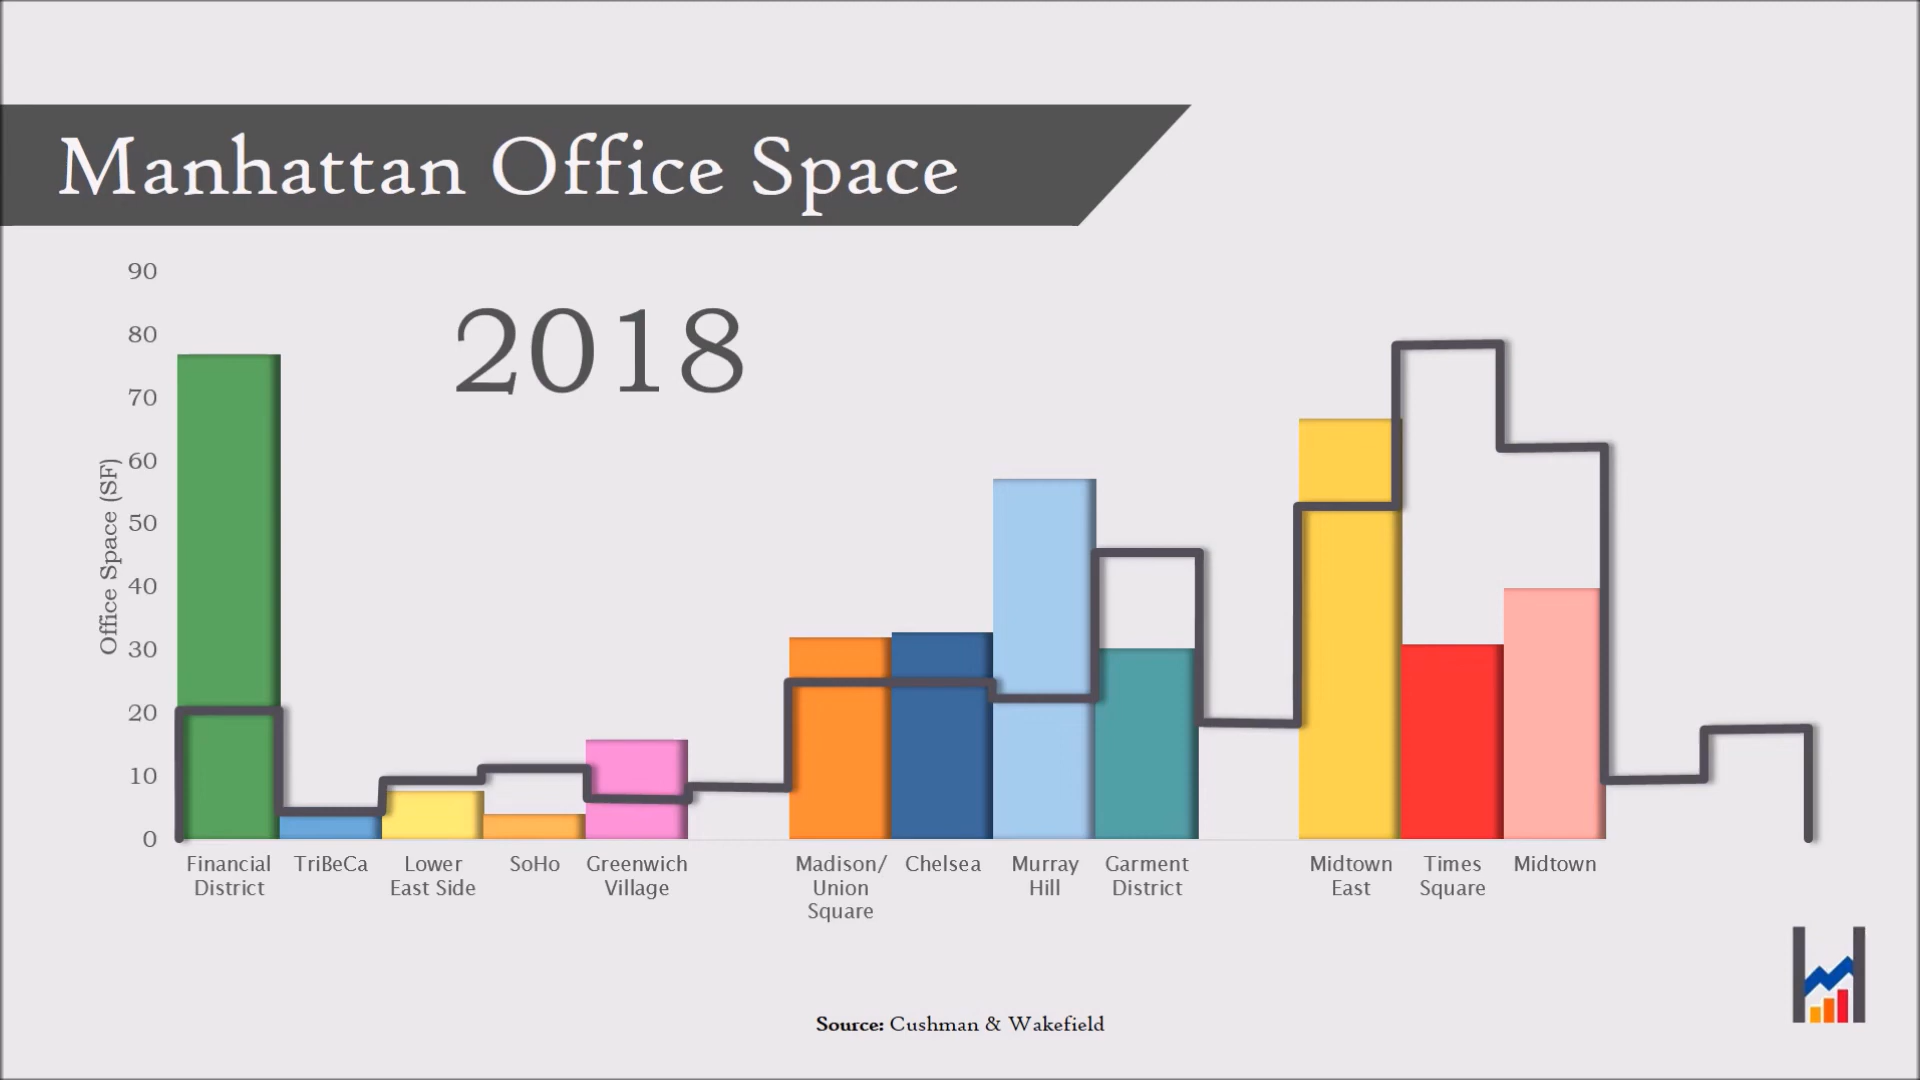 Manhattan Office Space
2018
Office Space (SF)
90
80
70
60
50
40
30
20
10
0
Financial
District
TriBeCa
Lower
East Side
SoHo
Greenwich
Village
Madison/
Union
Square
Chelsea
Murray
Hill
Garment
District
Midtown
East
Times
Square
Midtown
Source: Cushman & Wakefield